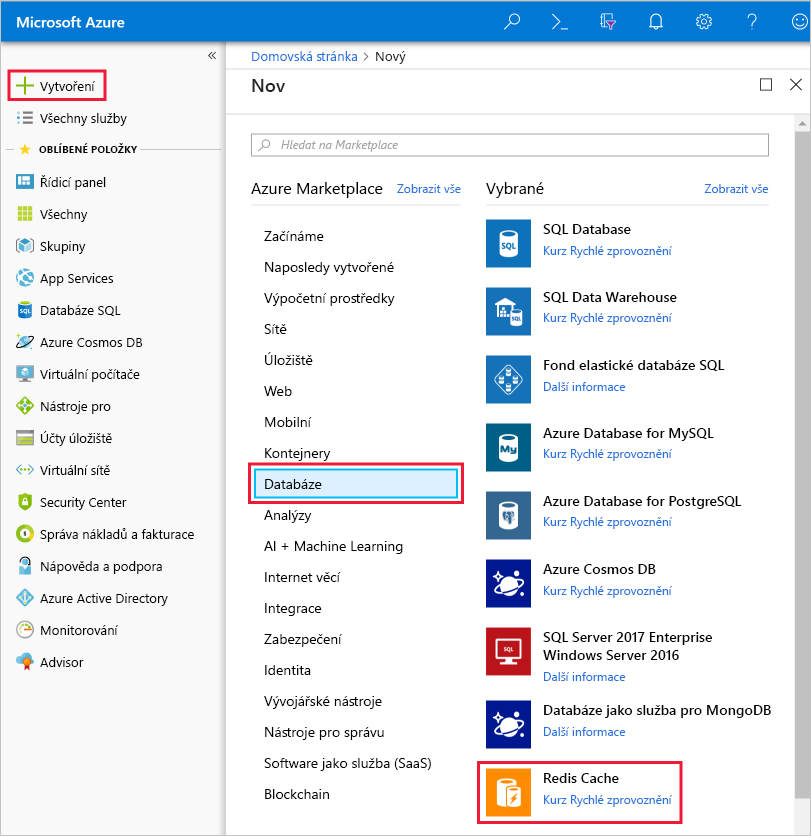 Microsoft Azure
Vytvoření
Všechny služby
OBLÍBENÉ POLOŽKY
Řídicí panel
Všechny
Skupiny
App Services
Databáze SQL
Azure Cosmos DB
Virtuální počítače
Nástroje pro
Účty úložiště
Virtuální sítě
Security Center
Správa nákladů a fakturace
Nápověda a podpora
Azure Active Directory
Monitorování
Advisor
Domovská stránka > Nový
Nov
Hledat na Marketplace
Azure Marketplace Zobrazit vše
Začínáme
Naposledy vytvořené
Výpočetní prostředky
Sítě
Úložiště
Web
Mobilní
Kontejnery
Databáze
Analýzy
AI + Machine Learning
Internet věcí
Integrace
Zabezpečení
Identita
Vývojářské nástroje
Nástroje pro správu
Software jako služba (SaaS)
Blockchain
Vybrané Zobrazit vše
SQL Database
Kurz Rychlé zprovoznění
SQL Data Warehouse
Kurz Rychlé zprovoznění
Fond elastické databáze SQL
Další informace
Azure Database for MySQL
Kurz Rychlé zprovoznění
Azure Database for PostgreSQL
Kurz Rychlé zprovoznění
Azure Cosmos DB
Kurz Rychlé zprovoznění
SQL Server 2017 Enterprise
Windows Server 2016
Další informace
Databáze jako služba pro MongoDB
Další informace
Redis Cache
Kurz Rychlé zprovoznění